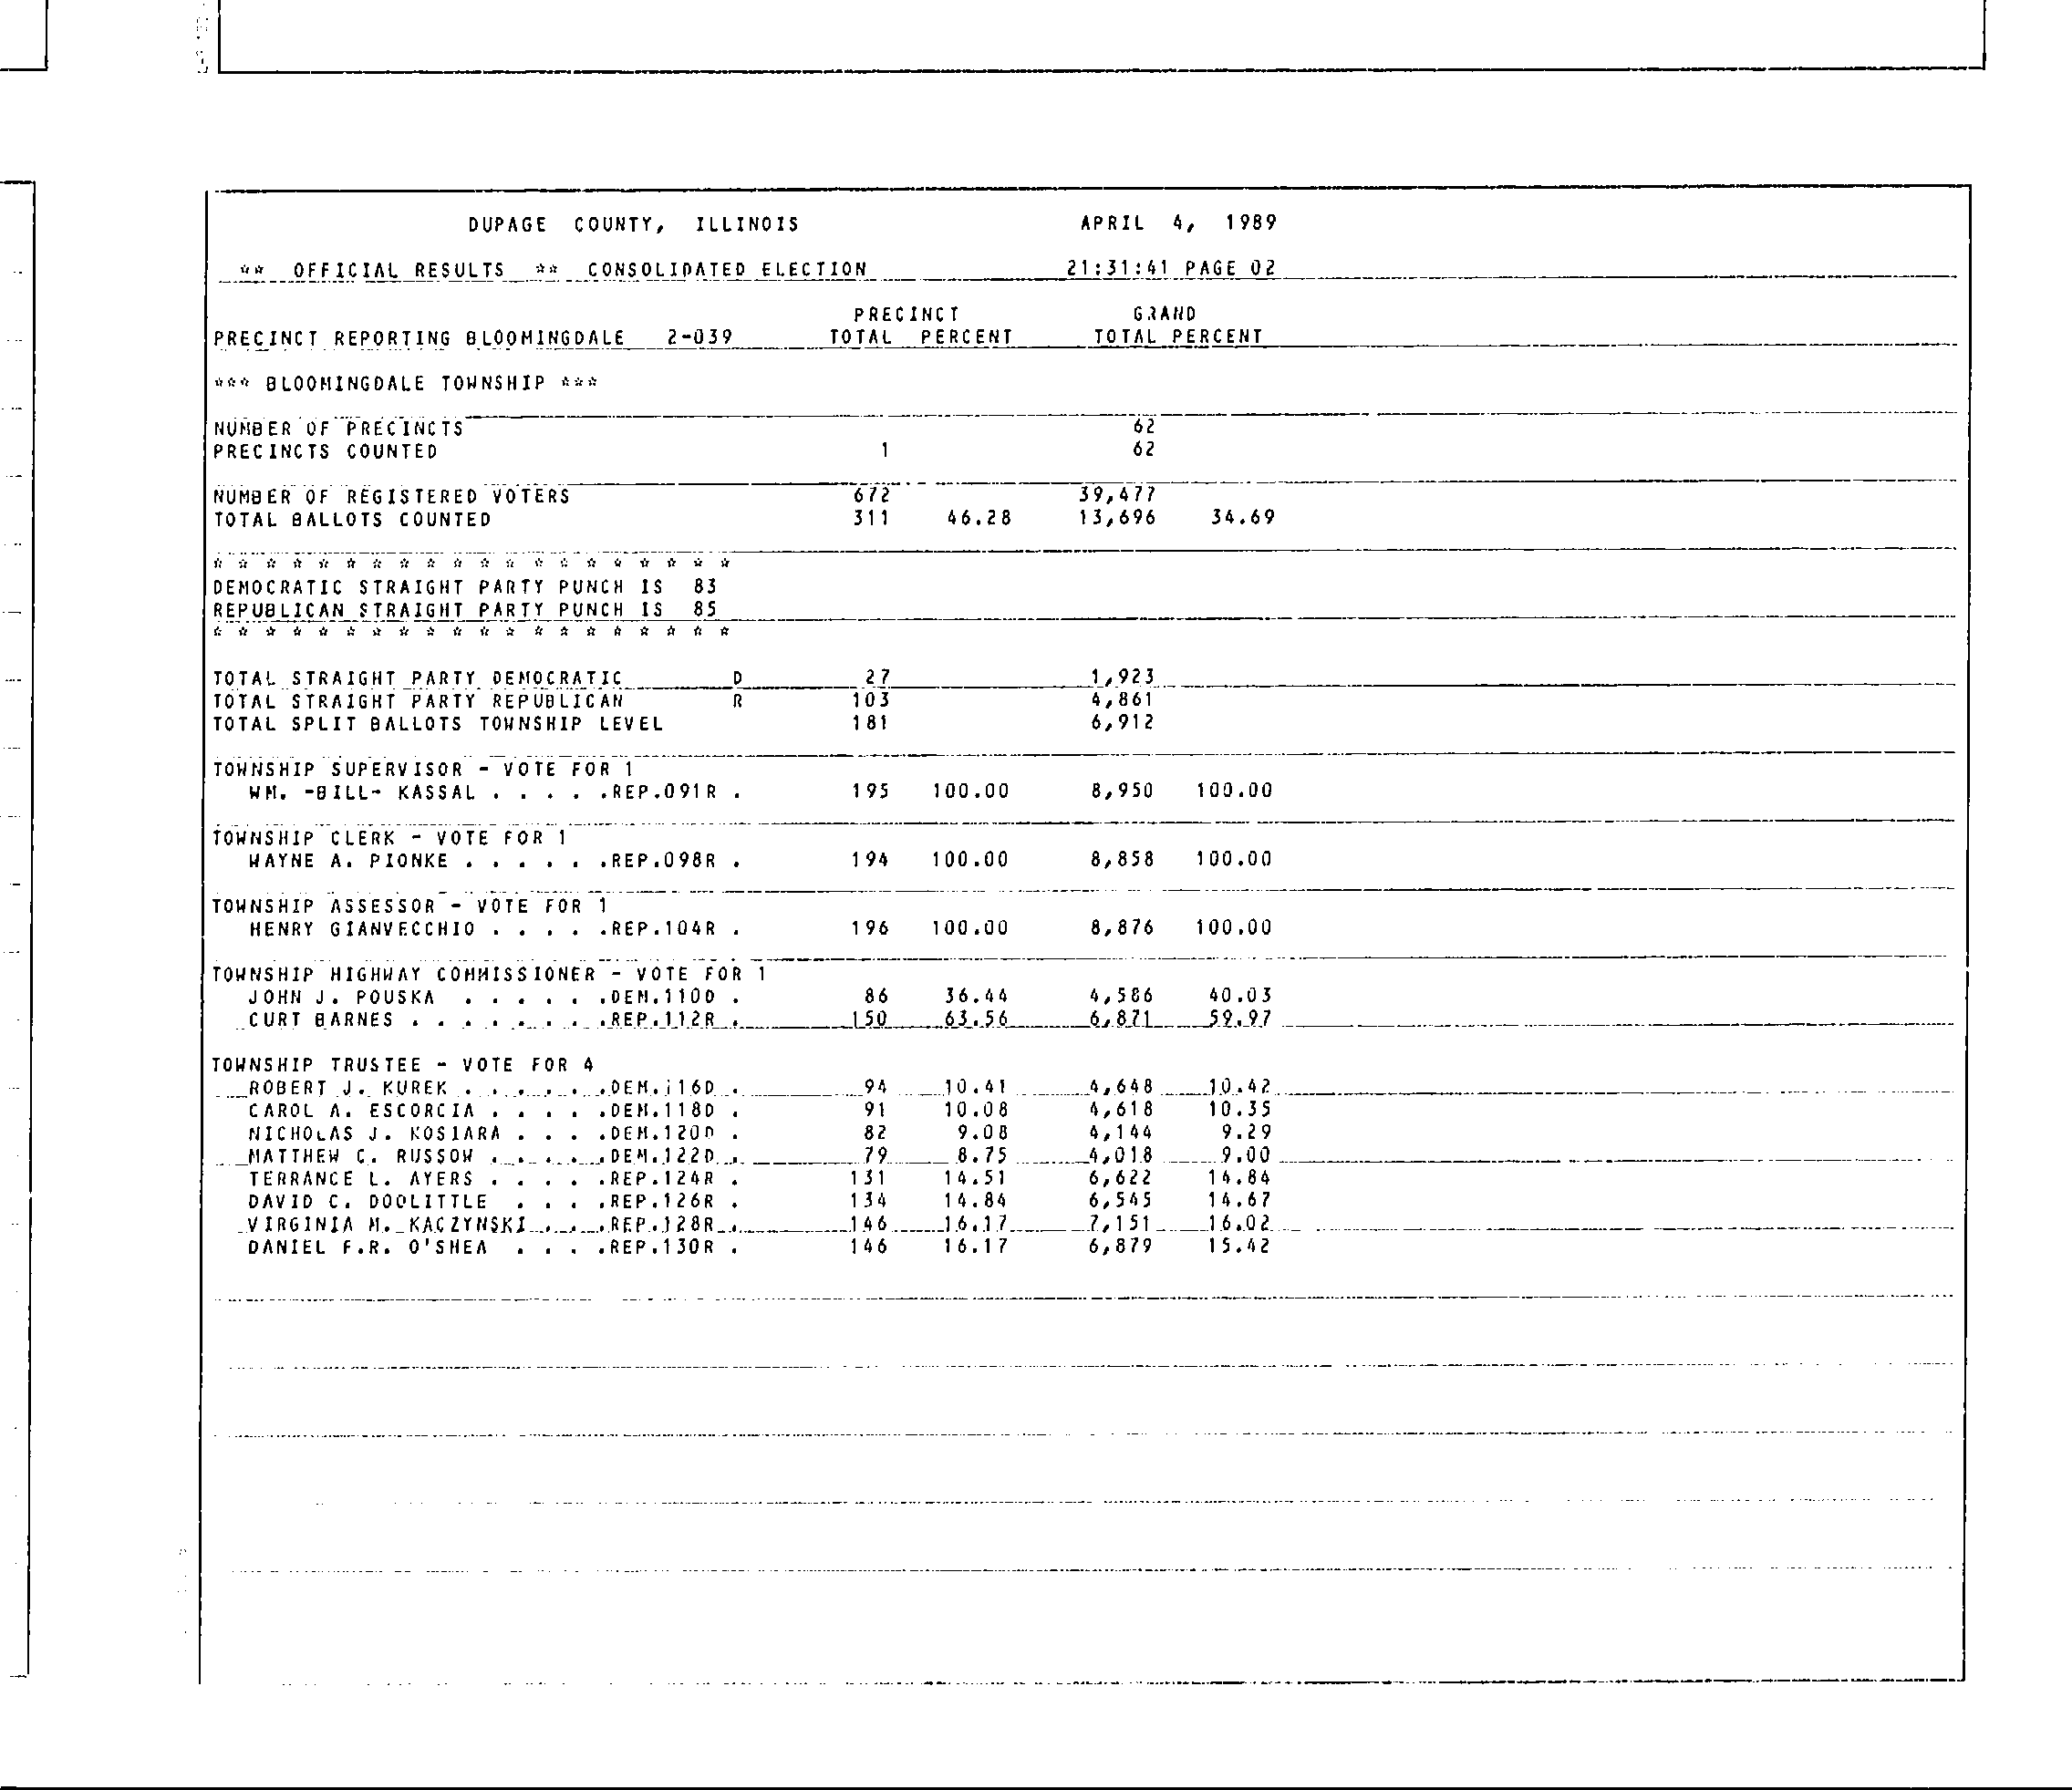 DUPAGE COUNTY, ILLINOIS APRIL 4, 1989
** OFFICIAL RESULTS ** CONSOLIDATED ELECTION 21:31:41 PAGE 02
PRECINCT GRAND
PRECINCT REPORTING BLOOMINGDALE 2-039 TOTAL PERCENT TOTAL PERCENT
*** BLOOMINGDALE TOWNSHIP ***
NUMBER OF PRECINCTS 62
PRECINCTS COUNTED 1 62
NUMBER OF REGISTERED VOTERS 672 39,477
TOTAL BALLOTS COUNTED 311 46.28 13,696 34.69
* * * * * * * * * * * * * * * * * * * *
DEMOCRATIC STRAIGHT PARTY PUNCH IS 83
REPUBLICAN STRAIGHT PARTY PUNCH IS 85
* * * * * * * * * * * * * * * * * * * *
TOTAL STRAIGHT PARTY DEMOCRATIC D 27 1,923
TOTAL STRAIGHT PARTY REPUBLICAN R 103 4,861
TOTAL SPLIT BALLOTS TOWNSHIP LEVEL 181 6,912
TOWNSHIP SUPERVISOR - VOTE FOR 1
WM. -BILL- KASSAL . . . . .REP.091R . 195 100.00 8,950 100.00
TOWNSHIP CLERK - VOTE FOR 1
WAYNE A. PIONKE . . . . . .REP.098R . 194 100.00 8,858 100.00
TOWNSHIP ASSESSOR - VOTE FOR 1
HENRY GIANVECCHIO . . . . .REP.104R . 196 100.00 8,876 100.00
TOWNSHIP HIGHWAY COMMISSIONER - VOTE FOR 1
JOHN J. POUSKA . . . . . .DEM.110D . 86 36.44 4,586 40.03
CURT BARNES . . . . . . . .REP.112R . 150 63.56 6,871 59.97
TOWNSHIP TRUSTEE - VOTE FOR 4
ROBERT J. KUREK . . . . . .DEM.116D . 94 10.41 4,648 10.42
CAROL A. ESCORCIA . . . . .DEM.118D . 91 10.08 4,618 10.35
NICHOLAS J. KOSIARA . . . .DEM.120D . 82 9.08 4,144 9.29
MATTHEW C. RUSSOW . . . . .DEM.122D . 79 8.75 4,018 9.00
TERRANCE L. AYERS . . . . .REP.124R . 131 14.51 6,622 14.84
DAVID C. DOOLITTLE . . . .REP.126R . 134 14.84 6,545 14.67
VIRGINIA M. KACZYNSKI . . .REP.128R . 146 16.17 7,151 16.02
DANIEL F.R. O'SHEA . . . .REP.130R . 146 16.17 6,879 15.42